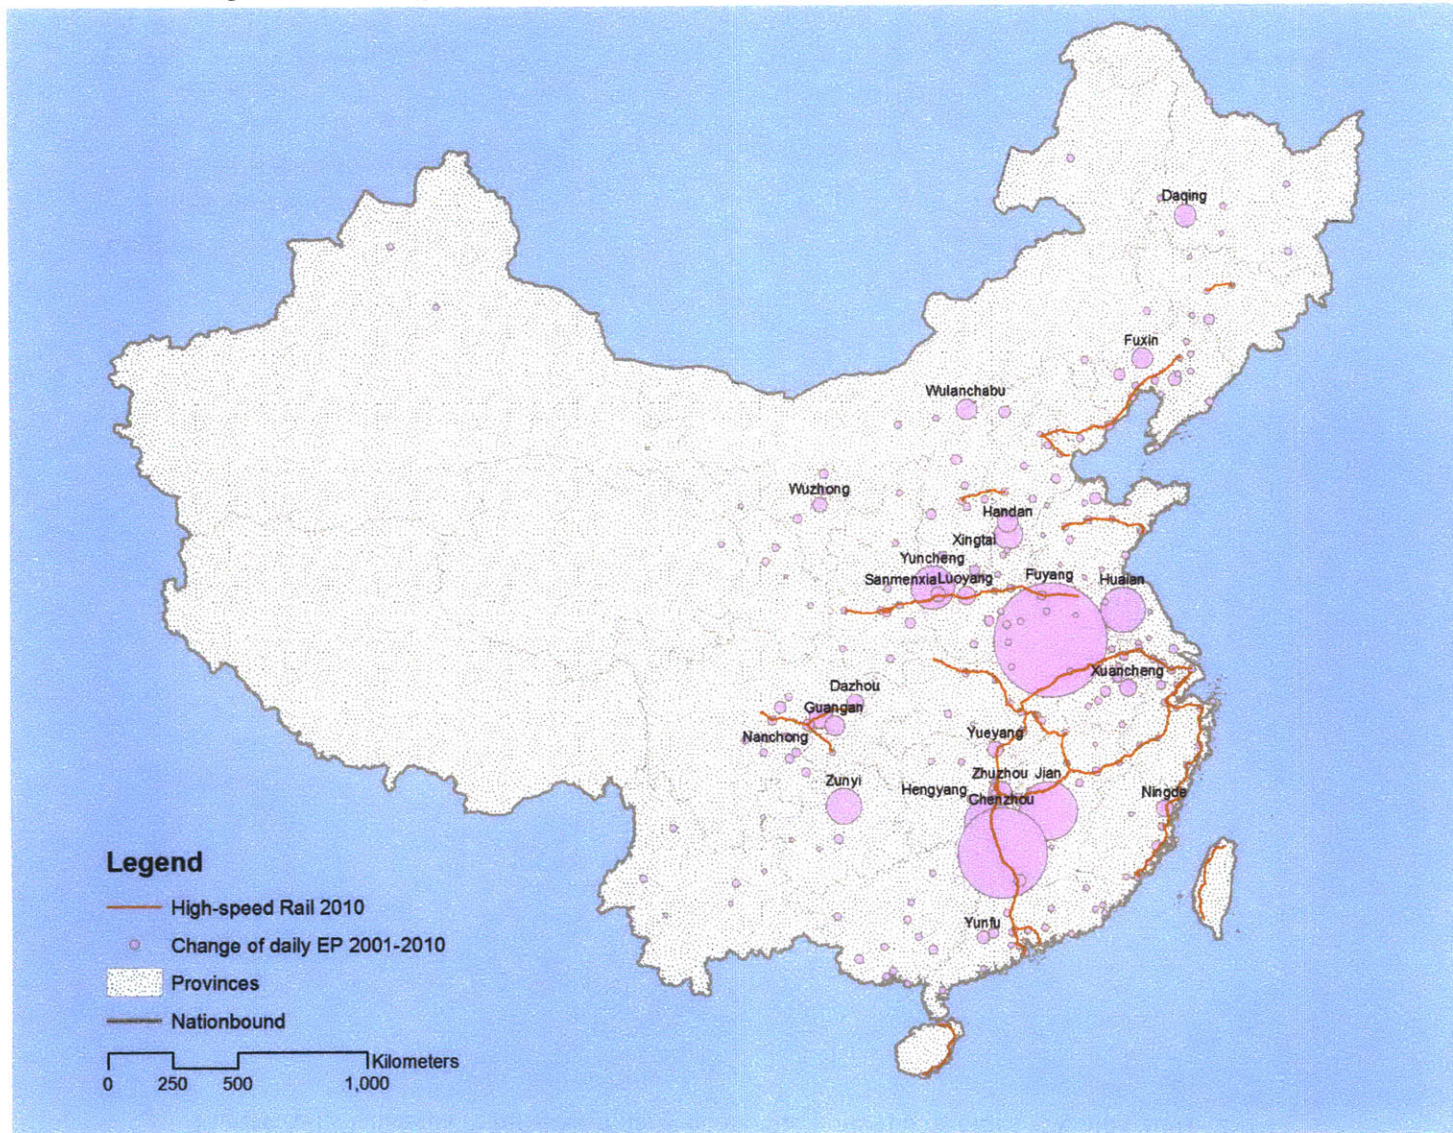 Daqing
Fuxin
Wulanchabu
Wuzhong
Handan
Xingtai
Yuncheng
Sanmenxia Luoyang
Fuyang
Huaian
Xuancheng
Dazhou
Guangan
Nanchong
Yueyang
Zunyi
Zhuzhou Jian
Hengyang
Chenzhou
Ningde
Yunfu
Legend
High-speed Rail 2010
Change of daily EP 2001-2010
Provinces
Nationbound
Kilometers
0 250 500 1,000